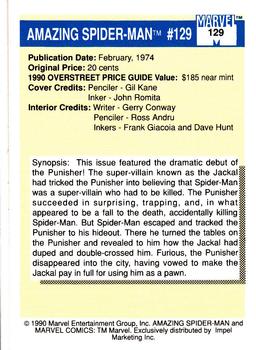 AMAZING SPIDER-MAN™ #129
MARVEL™
129
Publication Date: February, 1974
Original Price: 20 cents
1990 OVERSTREET PRICE GUIDE Value: $185 near mint
Cover Credits: Penciler - Gil Kane
Inker - John Romita
Interior Credits: Writer - Gerry Conway
Penciler - Ross Andru
Inkers - Frank Giacoia and Dave Hunt
Synopsis: This issue featured the dramatic debut of
the Punisher! The super-villain known as the Jackal
had tricked the Punisher into believing that Spider-Man
was a super-villain who had to be killed. The Punisher
succeeded in surprising, trapping, and, in what
appeared to be a fall to the death, accidentally killing
Spider-Man. But Spider-Man escaped and tracked the
Punisher to his hideout. There he turned the tables on
the Punisher and revealed to him how the Jackal had
duped and double-crossed him. Furious, the Punisher
disappeared into the city, having vowed to make the
Jackal pay in full for using him as a pawn.
© 1990 Marvel Entertainment Group, Inc. AMAZING SPIDER-MAN and
MARVEL COMICS: TM Marvel. Exclusively distributed by Impel
Marketing Inc.